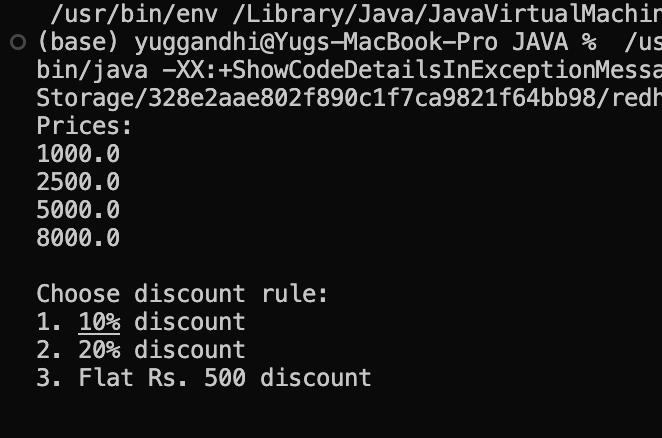 /usr/bin/env /Library/Java/JavaVirtualMachin
(base) yuggandhi@Yugs-MacBook-Pro JAVA %  /us
bin/java -XX:+ShowCodeDetailsInExceptionMessa
Storage/328e2aae802f890c1f7ca9821f64bb98/redh
Prices:
1000.0
2500.0
5000.0
8000.0
Choose discount rule:
1. 10% discount
2. 20% discount
3. Flat Rs. 500 discount